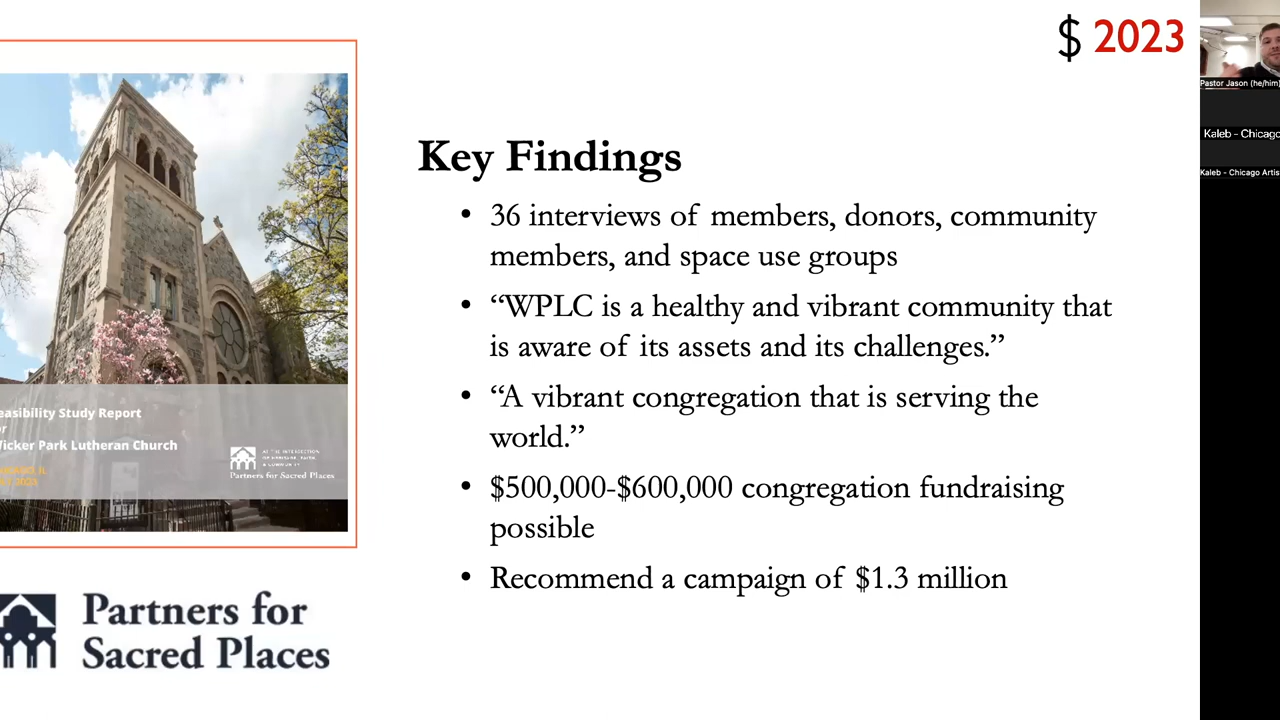 $ 2023
Key Findings
• 36 interviews of members, donors, community
members, and space use groups
• “WPLC is a healthy and vibrant community that
is aware of its assets and its challenges.”
• “A vibrant congregation that is serving the
world.”
• $500,000-$600,000 congregation fundraising
possible
• Recommend a campaign of $1.3 million
easibility Study Report
or
icker Park Lutheran Church
Partners for Sacred Places
Partners for
Sacred Places
Pastor Jason (he/him)
Kaleb - Chicago
Kaleb - Chicago Artis